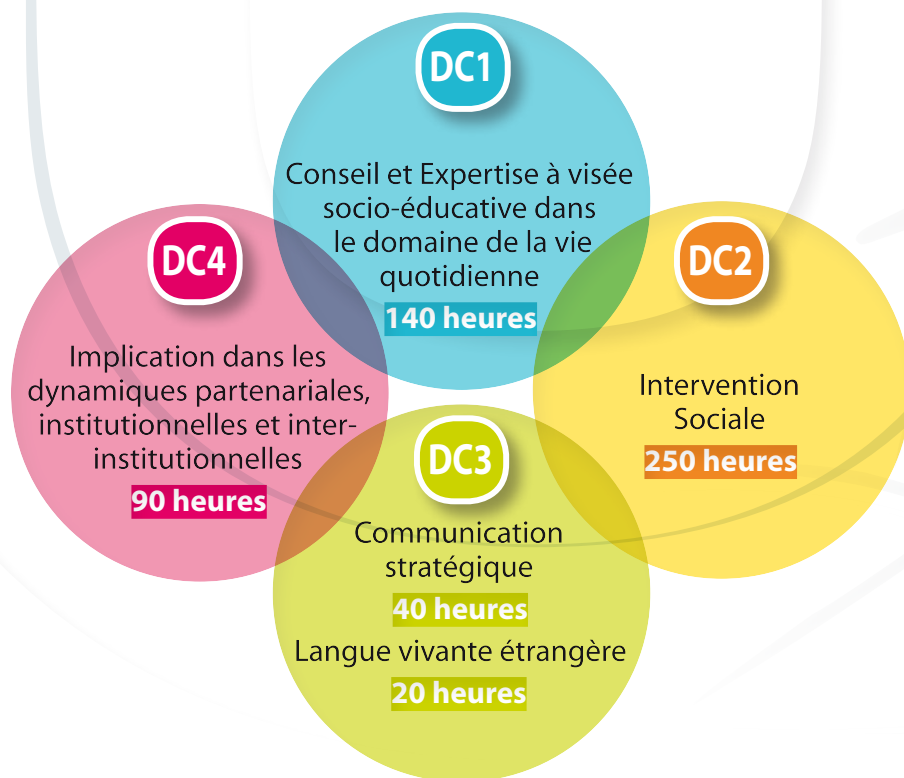 DC1
Conseil et Expertise à visée
socio-éducative dans
le domaine de la vie
quotidienne
140 heures
DC2
Intervention
Sociale
250 heures
DC3
Communication
stratégique
40 heures
Langue vivante étrangère
20 heures
DC4
Implication dans les
dynamiques partenariales,
institutionnelles et inter-
institutionnelles
90 heures